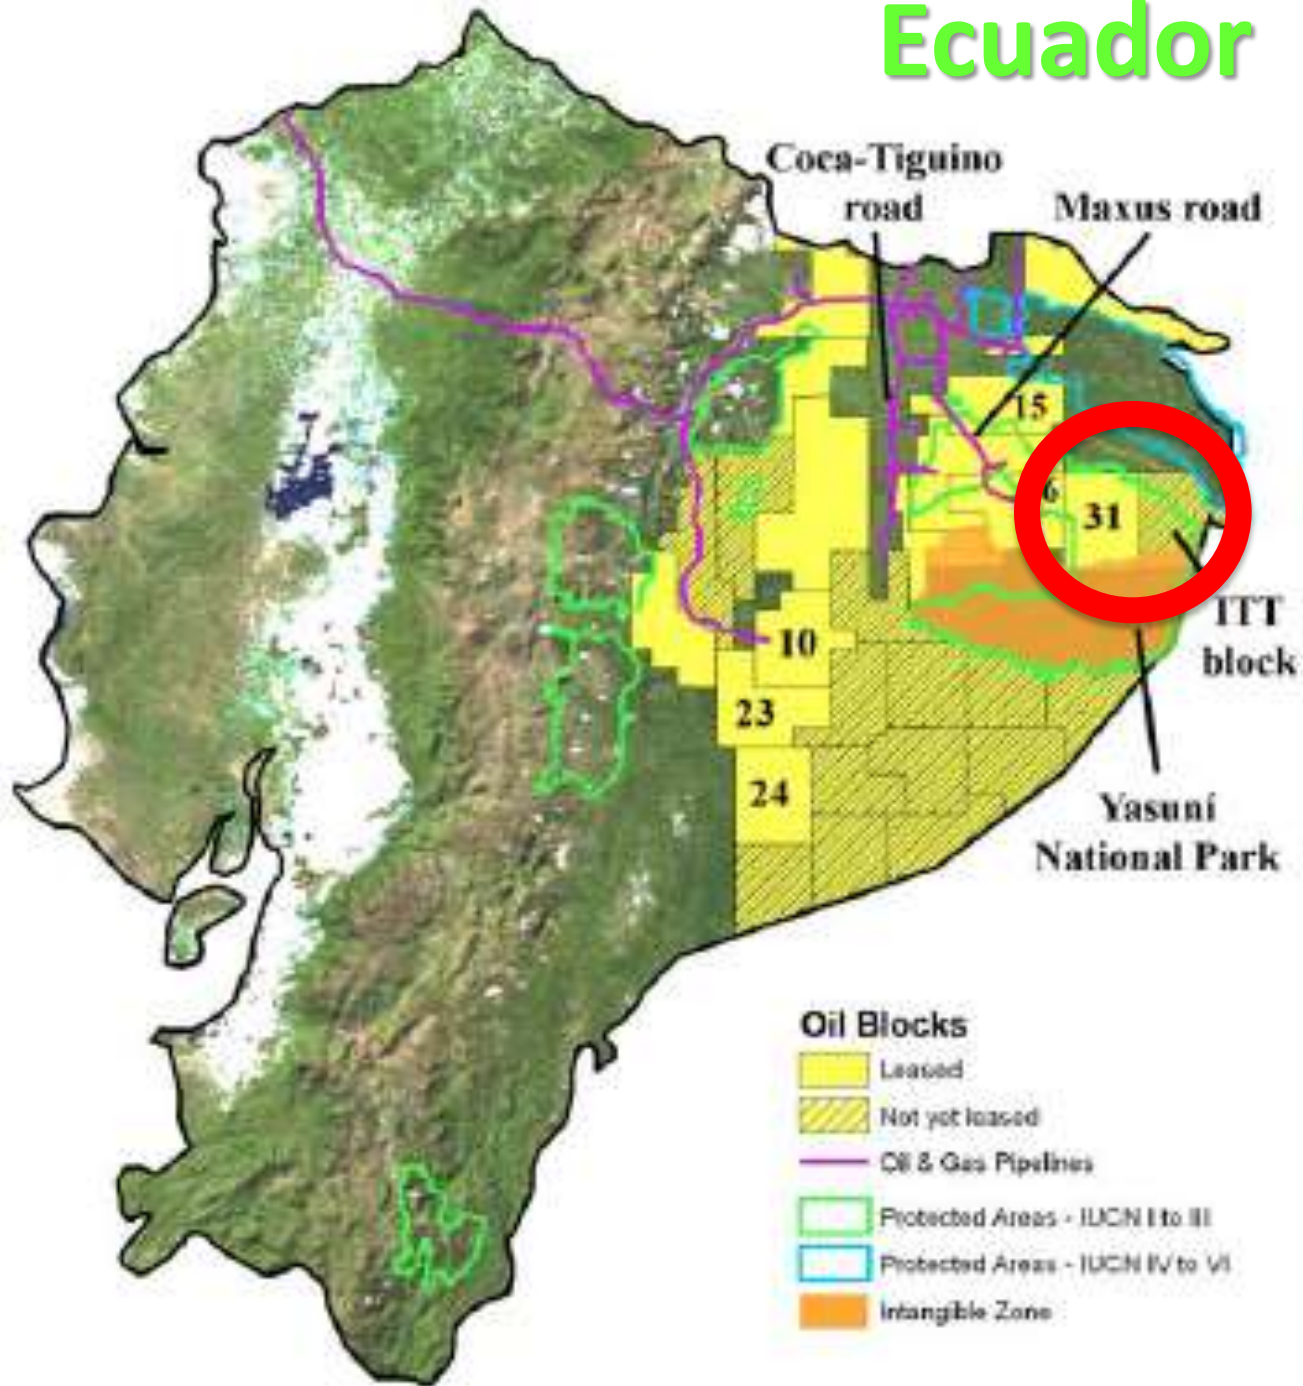 Ecuador
Coca-Tiguino
road
Maxus road
15
6
31
ITT
block
10
23
24
Yasuní
National Park
Oil Blocks
Leased
Not yet leased
Oil & Gas Pipelines
Protected Areas - IUCN I to III
Protected Areas - IUCN IV to VI
Intangible Zone